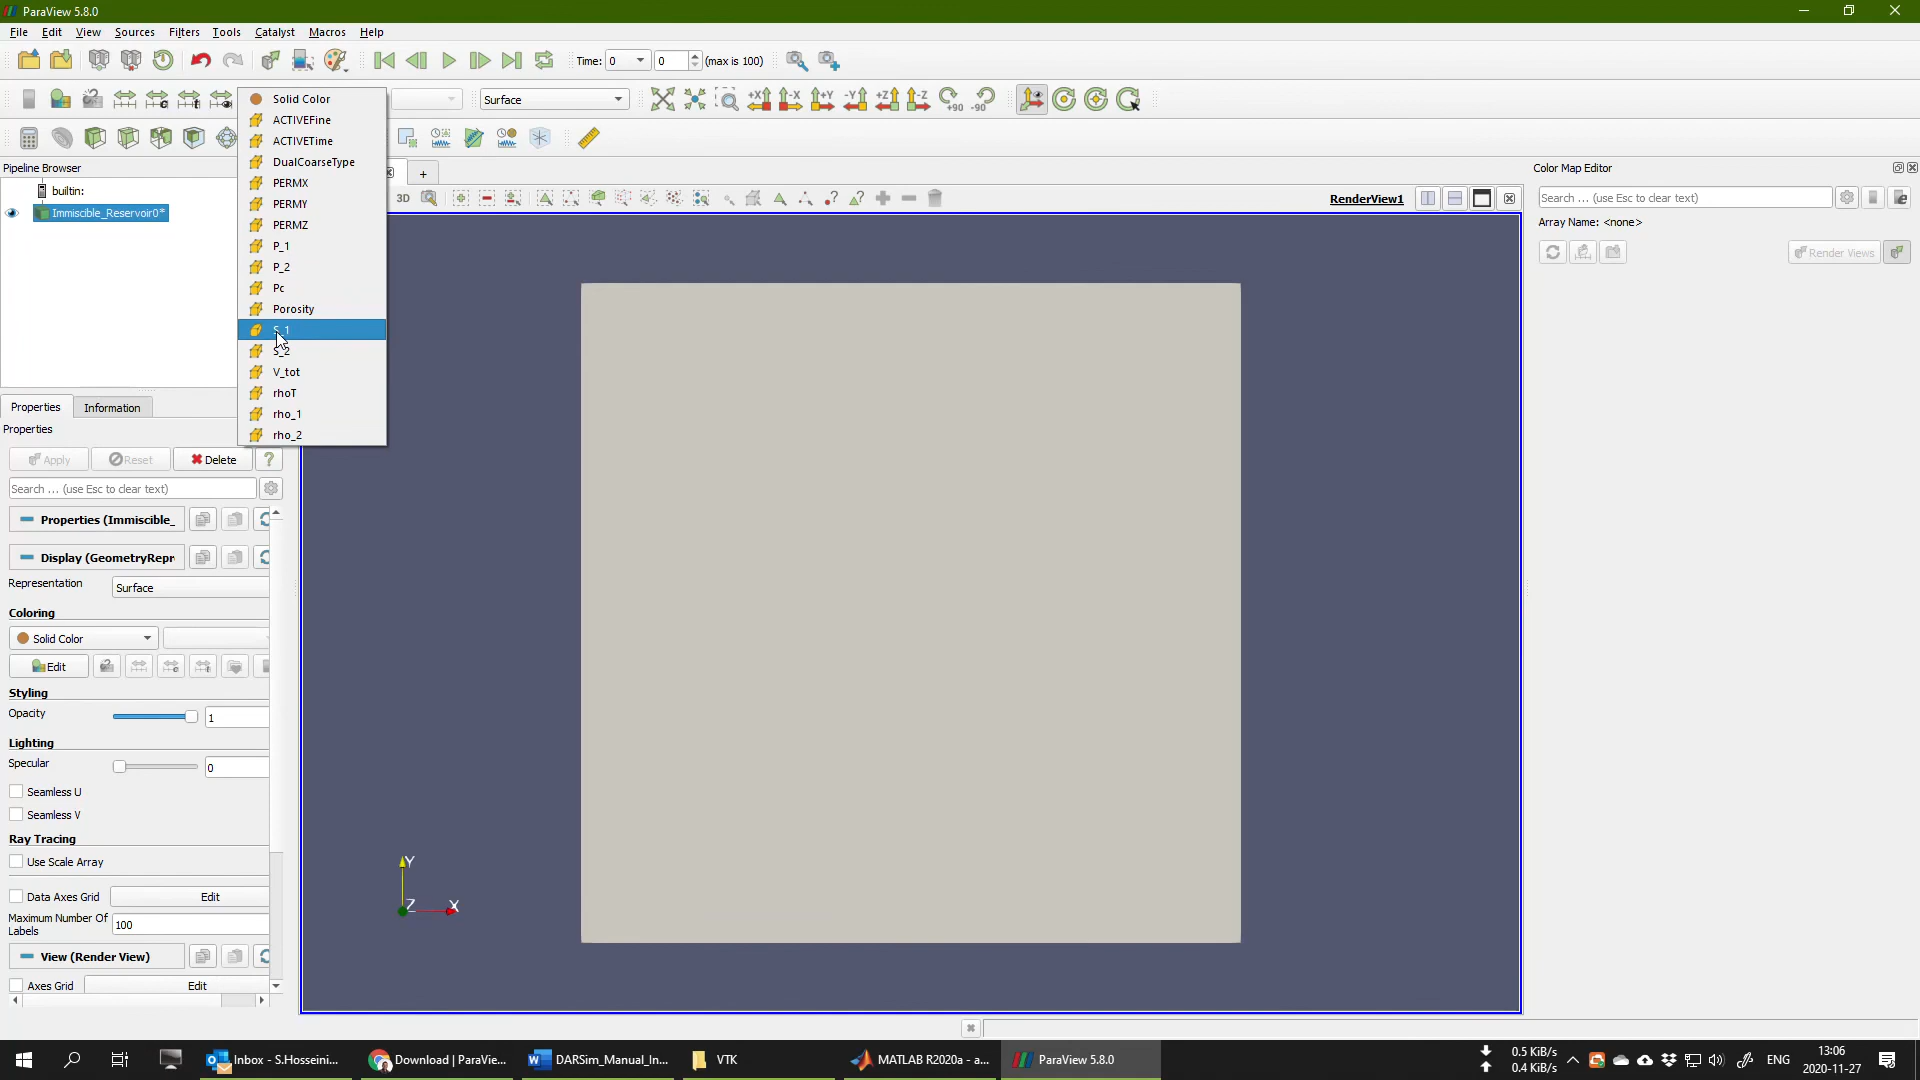 ParaView 5.8.0
File Edit View Sources Filters Tools Catalyst Macros Help
Time: 0 0 (max is 100)
Surface
+X -X +Y -Y +Z -Z +90 -90
Solid Color
ACTIVEFine
ACTIVETime
DualCoarseType
PERMX
PERMY
PERMZ
P_1
P_2
Pc
Porosity
S_1
S_2
V_tot
rhoT
rho_1
rho_2
Pipeline Browser
builtin:
Immiscible_Reservoir0*
3D
RenderView1
Color Map Editor
Search ... (use Esc to clear text)
Array Name: <none>
Render Views
Properties Information
Properties
Apply Reset Delete ?
Search ... (use Esc to clear text)
Properties (Immiscible_
Display (GeometryRepr
Representation Surface
Coloring
Solid Color
Edit
Styling
Opacity 1
Lighting
Specular 0
Seamless U
Seamless V
Ray Tracing
Use Scale Array
Data Axes Grid Edit
Maximum Number Of
Labels 100
View (Render View)
Axes Grid Edit
Y
Z X
Inbox - S.Hosseini... Download | ParaVie... DARSim_Manual_In... VTK MATLAB R2020a - a... ParaView 5.8.0
0.5 KiB/s
0.4 KiB/s
ENG
13:06
2020-11-27